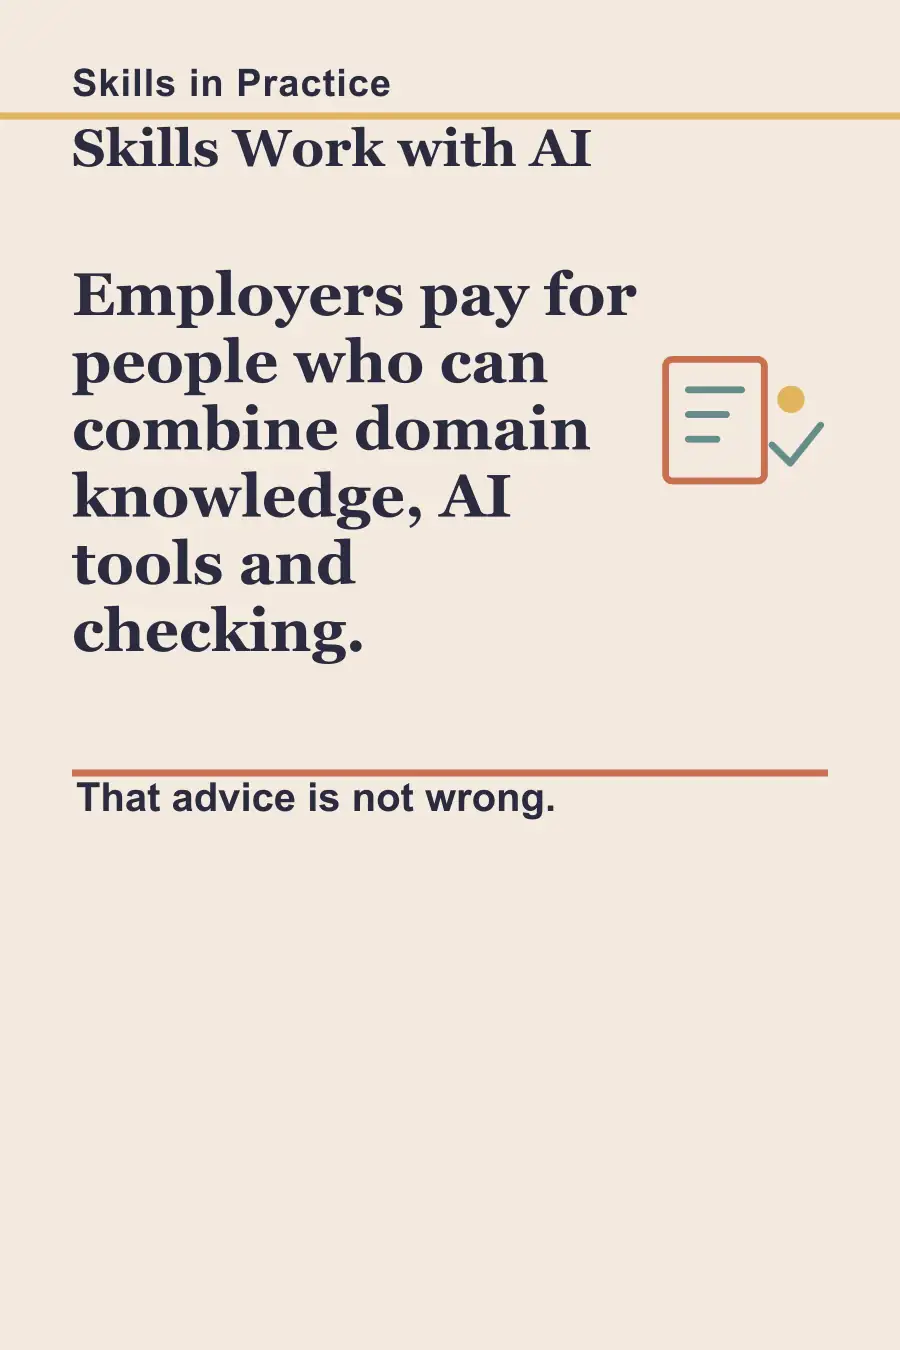 Skills in Practice
Skills Work with AI
Employers pay for
people who can
combine domain
knowledge, AI
tools and
checking.
That advice is not wrong.